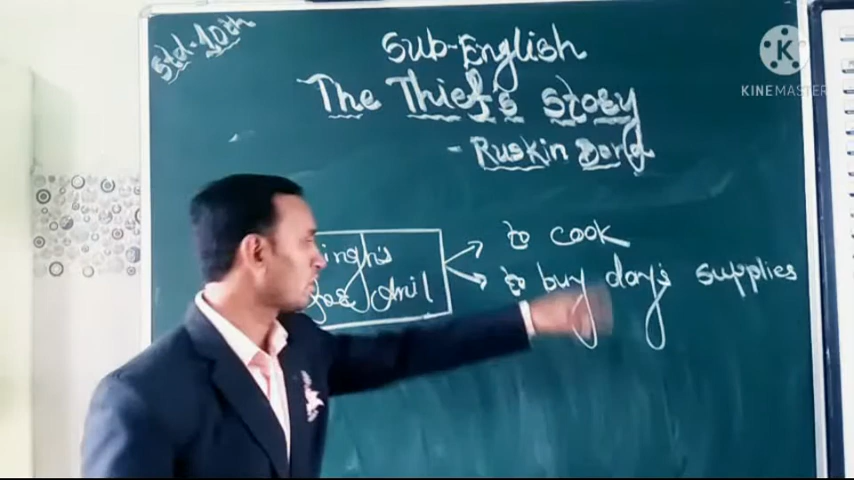 Std-10th
Sub-English
The Thief's Story
- Ruskin Bond
to cook
to buy day's supplies
K
KINEMASTER